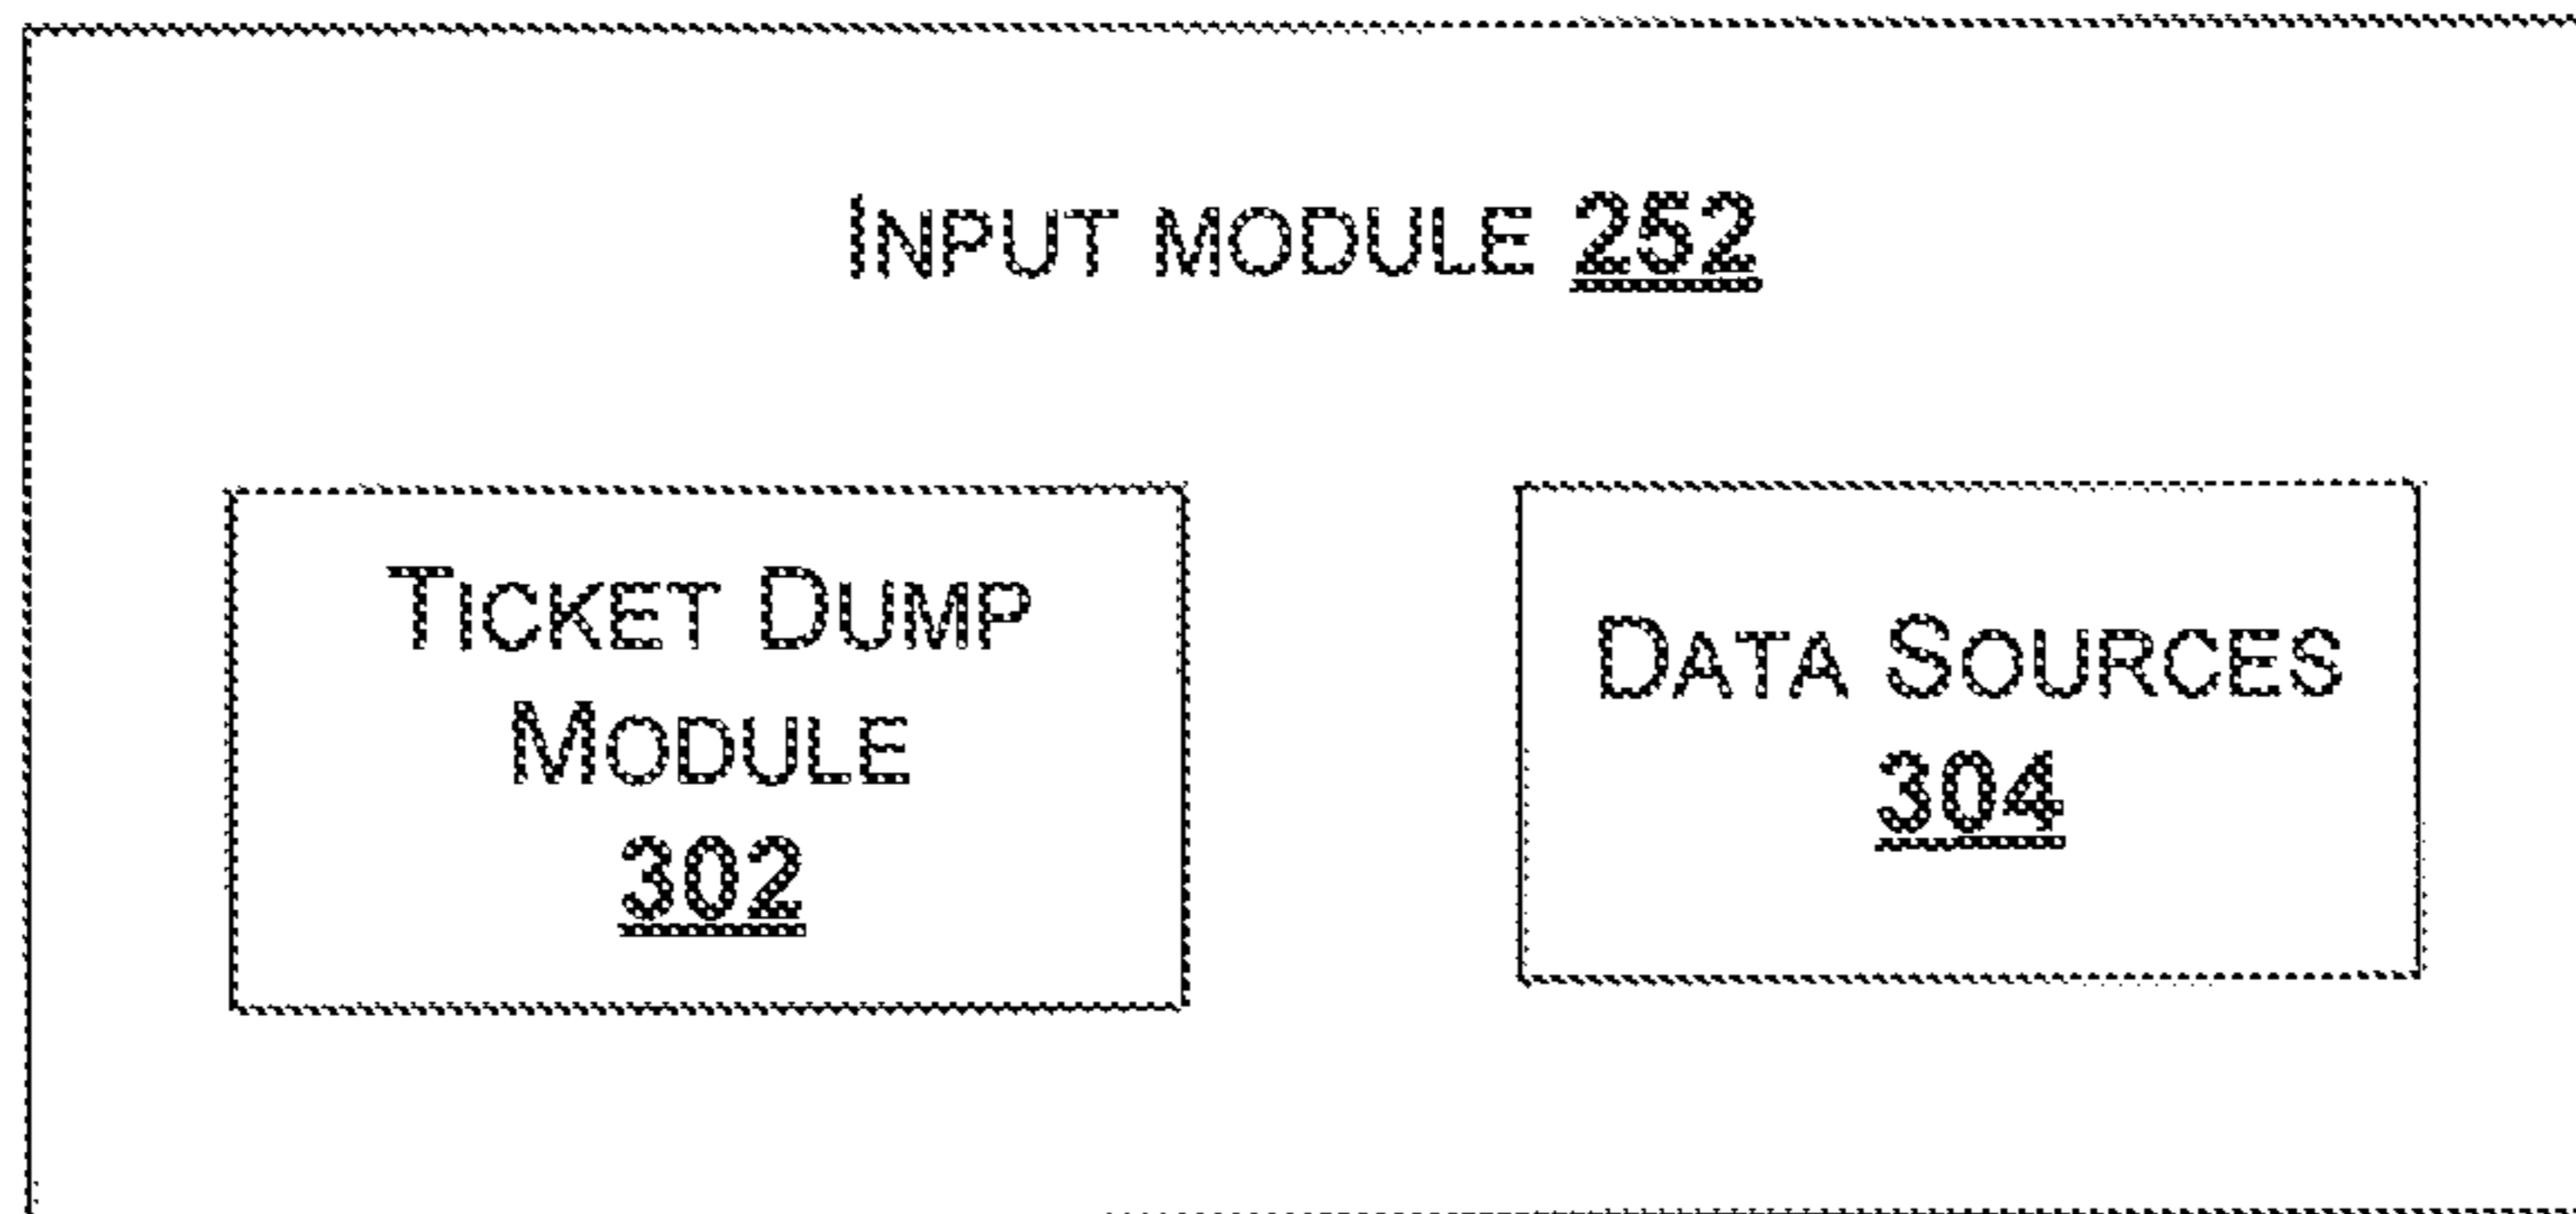 INPUT MODULE 252
TICKET DUMP
MODULE
302
DATA SOURCES
304